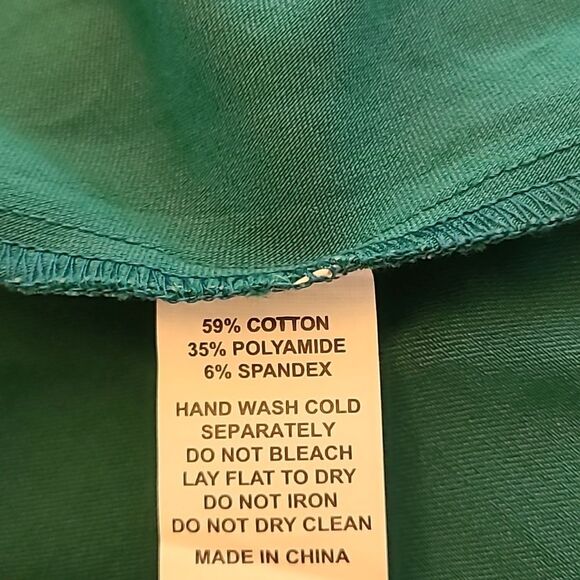 59% COTTON
35% POLYAMIDE
6% SPANDEX
HAND WASH COLD
SEPARATELY
DO NOT BLEACH
LAY FLAT TO DRY
DO NOT IRON
DO NOT DRY CLEAN
MADE IN CHINA